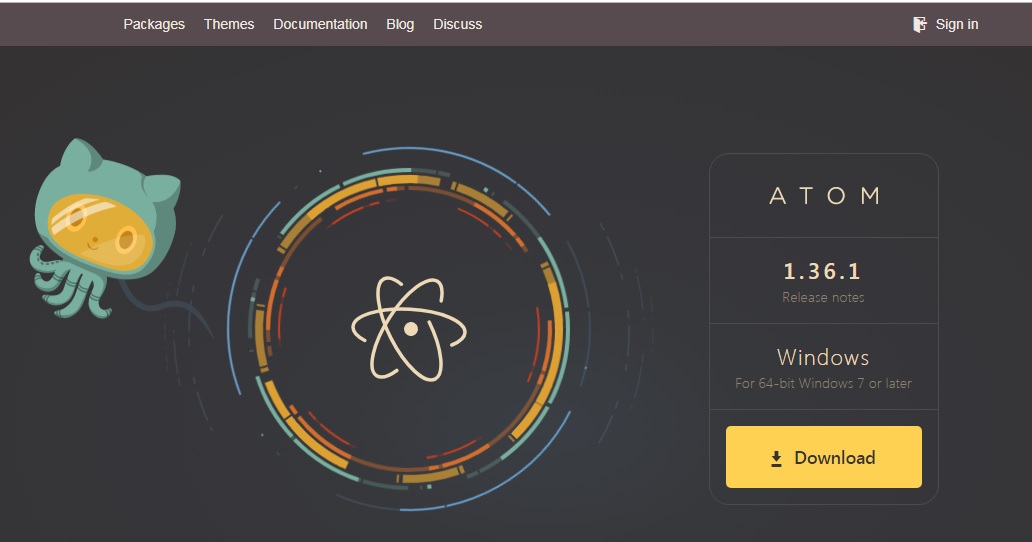 Packages Themes Documentation Blog Discuss Sign in
ATOM
1.36.1
Release notes
Windows
For 64-bit Windows 7 or later
Download